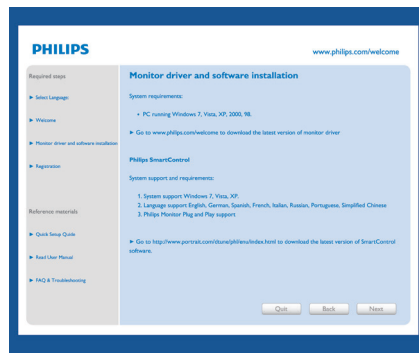 PHILIPS
www.philips.com/welcome
Required steps
Select Language:
Welcome
Monitor driver and software installation
Registration
Reference materials
Quick Setup Guide
Read User Manual
FAQ & Troubleshooting
Monitor driver and software installation
System requirements:
• PC running Windows 7, Vista, XP, 2000, 98.
Go to www.philips.com/welcome to download the latest version of monitor driver
Philips SmartControl
System support and requirements:
1. System support Windows 7, Vista, XP.
2. Language support English, German, Spanish, French, Italian, Russian, Portuguese, Simplified Chinese
3. Philips Monitor Plug and Play support
Go to http://www.portrait.com/dtune/phil/enu/index.html to download the latest version of SmartControl
software.
Quit
Back
Next